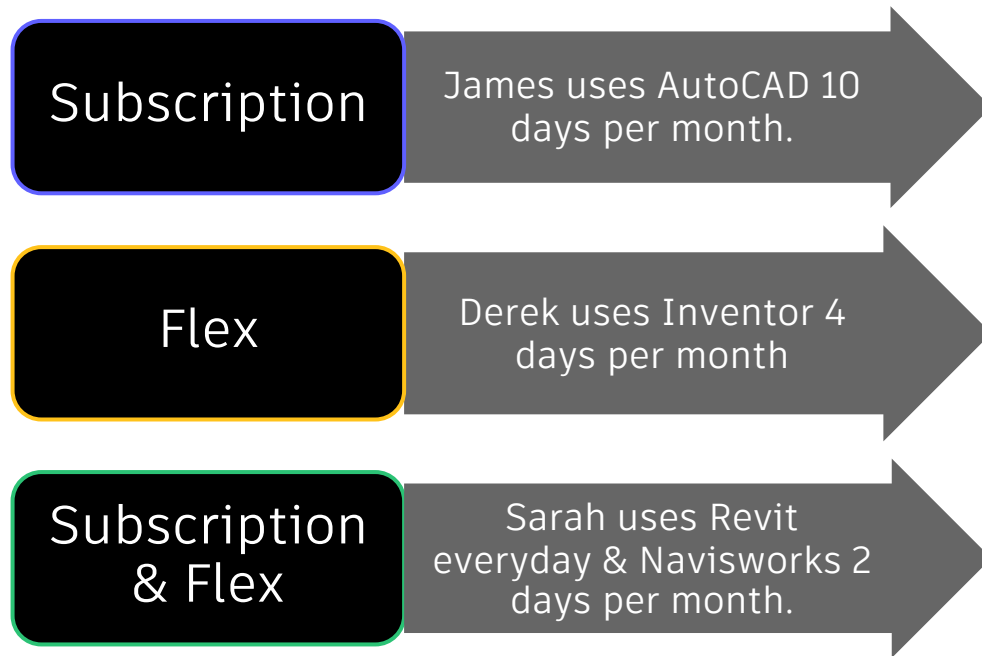 Subscription
James uses AutoCAD 10
days per month.
Flex
Derek uses Inventor 4
days per month
Subscription
& Flex
Sarah uses Revit
everyday & Navisworks 2
days per month.